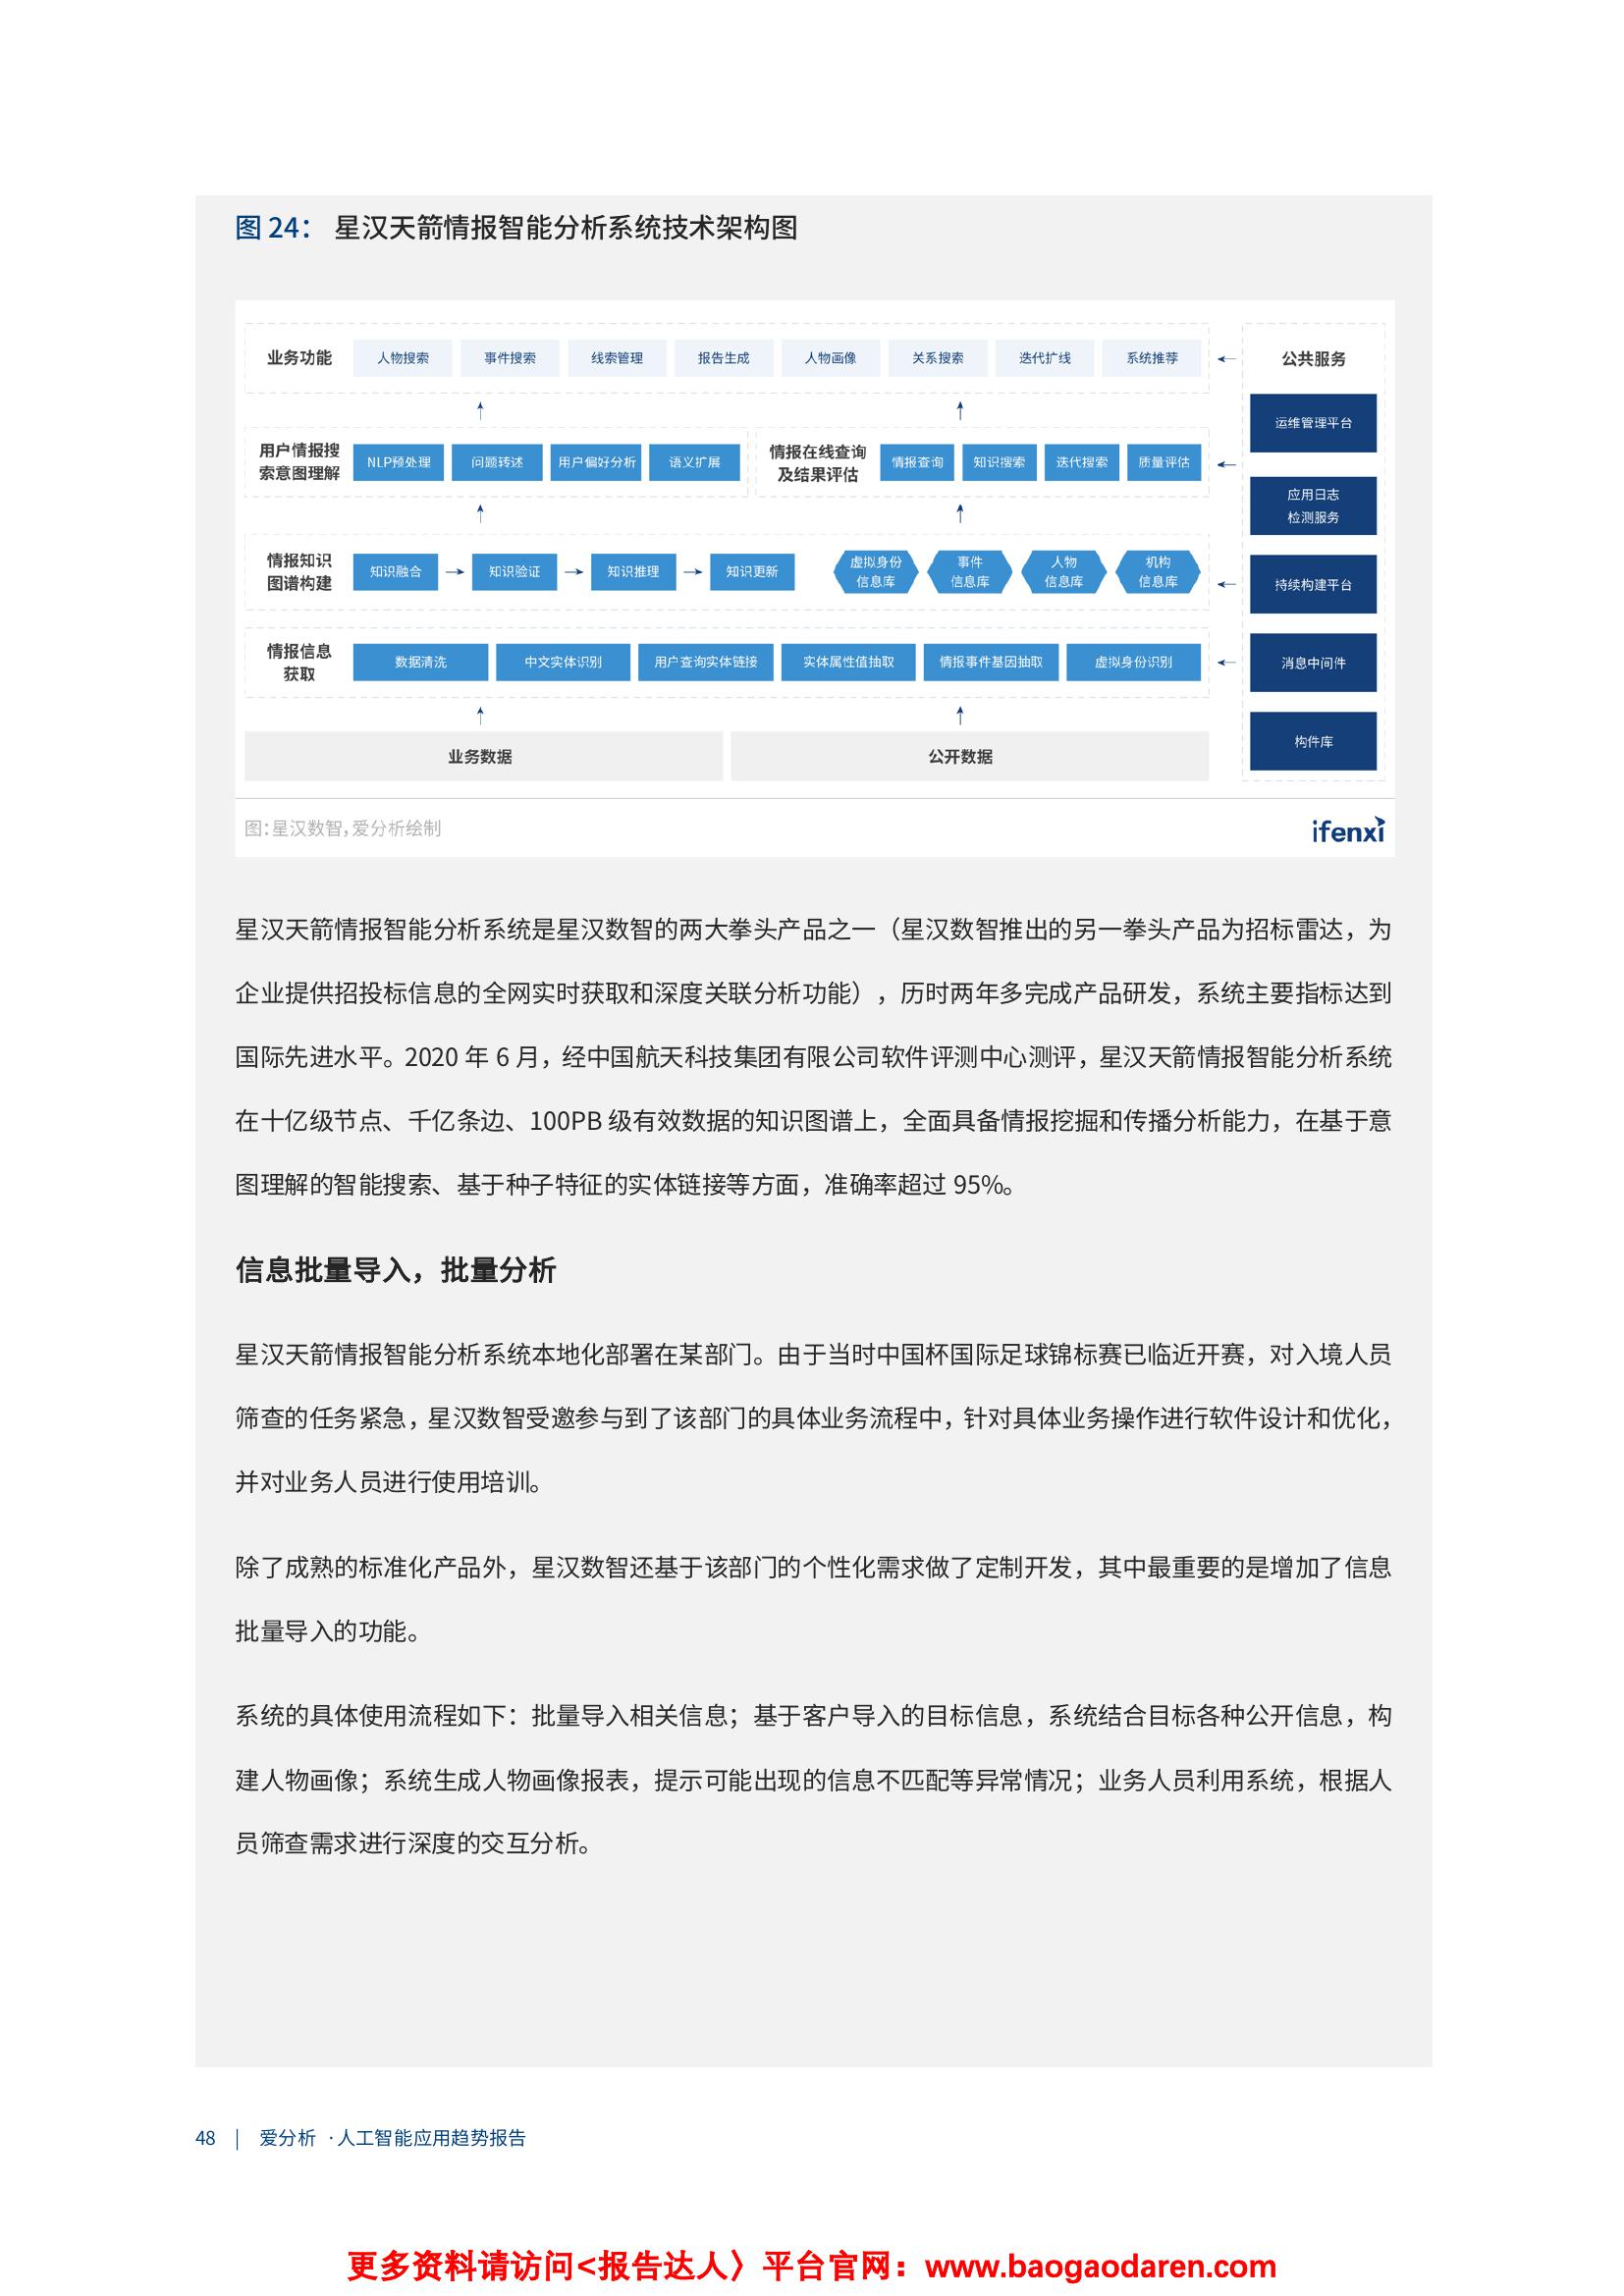 图 24： 星汉天箭情报智能分析系统技术架构图
业务功能
人物搜索
事件搜索
线索管理
报告生成
人物画像
关系搜索
迭代扩线
系统推荐
用户情报搜
索意图理解
NLP预处理
问题转述
用户偏好分析
语义扩展
情报在线查询
及结果评估
情报查询
知识搜索
迭代搜索
质量评估
情报知识
图谱构建
知识融合
知识验证
知识推理
知识更新
虚拟身份
信息库
事件
信息库
人物
信息库
机构
信息库
情报信息
获取
数据清洗
中文实体识别
用户查询实体链接
实体属性值抽取
情报事件基因抽取
虚拟身份识别
业务数据
公开数据
公共服务
运维管理平台
应用日志
检测服务
持续构建平台
消息中间件
构件库
图：星汉数智，爱分析绘制
ifenxi
星汉天箭情报智能分析系统是星汉数智的两大拳头产品之一（星汉数智推出的另一拳头产品为招标雷达，为
企业提供招投标信息的全网实时获取和深度关联分析功能），历时两年多完成产品研发，系统主要指标达到
国际先进水平。2020 年 6 月，经中国航天科技集团有限公司软件评测中心测评，星汉天箭情报智能分析系统
在十亿级节点、千亿条边、100PB 级有效数据的知识图谱上，全面具备情报挖掘和传播分析能力，在基于意
图理解的智能搜索、基于种子特征的实体链接等方面，准确率超过 95%。
信息批量导入，批量分析
星汉天箭情报智能分析系统本地化部署在某部门。由于当时中国杯国际足球锦标赛已临近开赛，对入境人员
筛查的任务紧急，星汉数智受邀参与到了该部门的具体业务流程中，针对具体业务操作进行软件设计和优化，
并对业务人员进行使用培训。
除了成熟的标准化产品外，星汉数智还基于该部门的个性化需求做了定制开发，其中最重要的是增加了信息
批量导入的功能。
系统的具体使用流程如下：批量导入相关信息；基于客户导入的目标信息，系统结合目标各种公开信息，构
建人物画像；系统生成人物画像报表，提示可能出现的信息不匹配等异常情况；业务人员利用系统，根据人
员筛查需求进行深度的交互分析。
48 | 爱分析 ·人工智能应用趋势报告
更多资料请访问<报告达人〉平台官网：www.baogaodaren.com